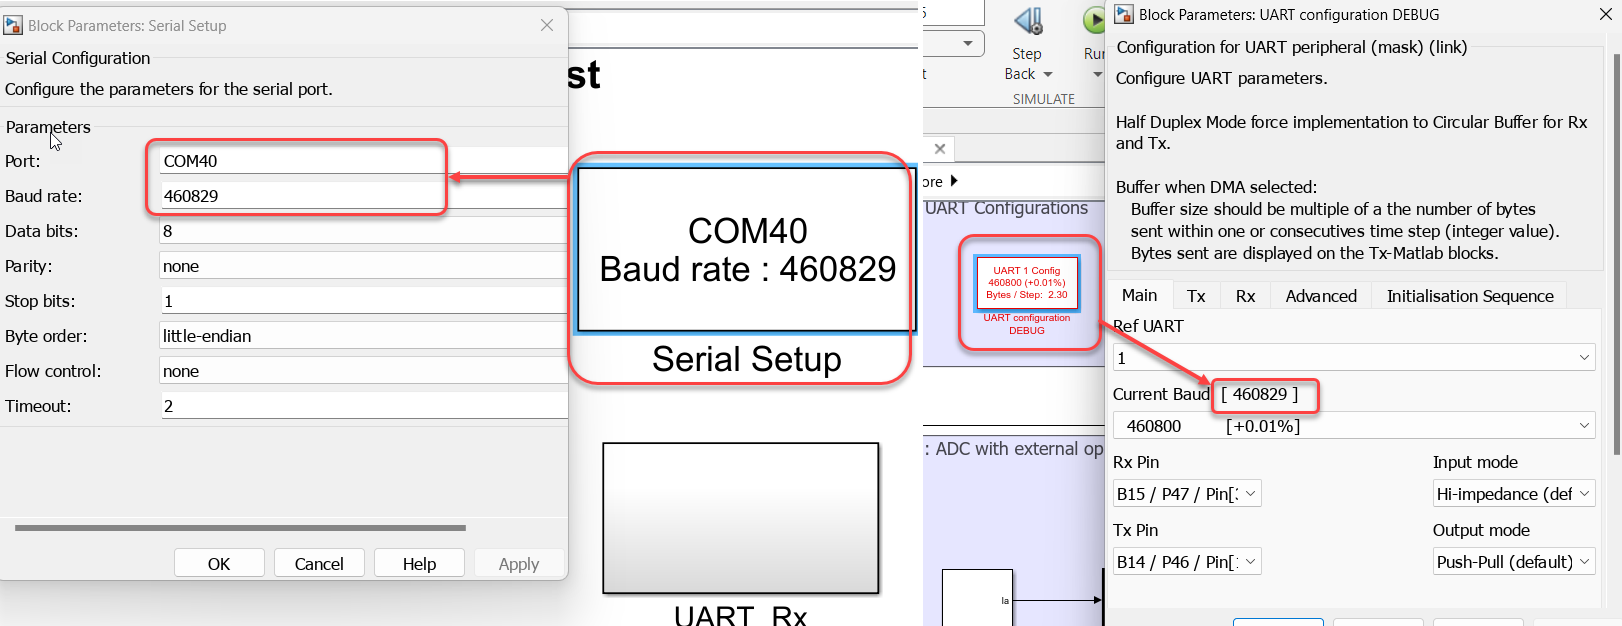 Block Parameters: Serial Setup
Serial Configuration
Configure the parameters for the serial port.
Parameters
Port:
COM40
Baud rate:
460829
Data bits:
8
Parity:
none
Stop bits:
1
Byte order:
little-endian
Flow control:
none
Timeout:
2
OK
Cancel
Help
Apply
st
COM40
Baud rate : 460829
Serial Setup
UART Rx
5
t
Step
Back
Ru
SIMULATE
ore
UART Configurations
UART 1 Config
460800 (+0.01%)
Bytes / Step: 2.30
UART configuration
DEBUG
: ADC with external op
Ia
Block Parameters: UART configuration DEBUG
Configuration for UART peripheral (mask) (link)
Configure UART parameters.
Half Duplex Mode force implementation to Circular Buffer for Rx
and Tx.
Buffer when DMA selected:
Buffer size should be multiple of a the number of bytes
sent within one or consecutives time step (integer value).
Bytes sent are displayed on the Tx-Matlab blocks.
Main
Tx
Rx
Advanced
Initialisation Sequence
Ref UART
1
Current Baud [ 460829 ]
460800 [+0.01%]
Rx Pin
Input mode
B15 / P47 / Pin[
Hi-impedance (def
Tx Pin
Output mode
B14 / P46 / Pin[
Push-Pull (default)